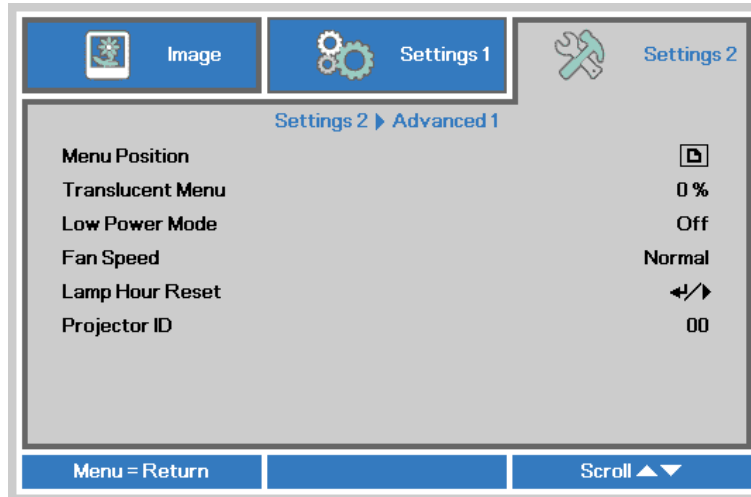 Image Settings 1 Settings 2
Settings 2 ▶ Advanced 1
Menu Position
Translucent Menu 0 %
Low Power Mode Off
Fan Speed Normal
Lamp Hour Reset ↵/▶
Projector ID 00
Menu = Return Scroll ▲▼